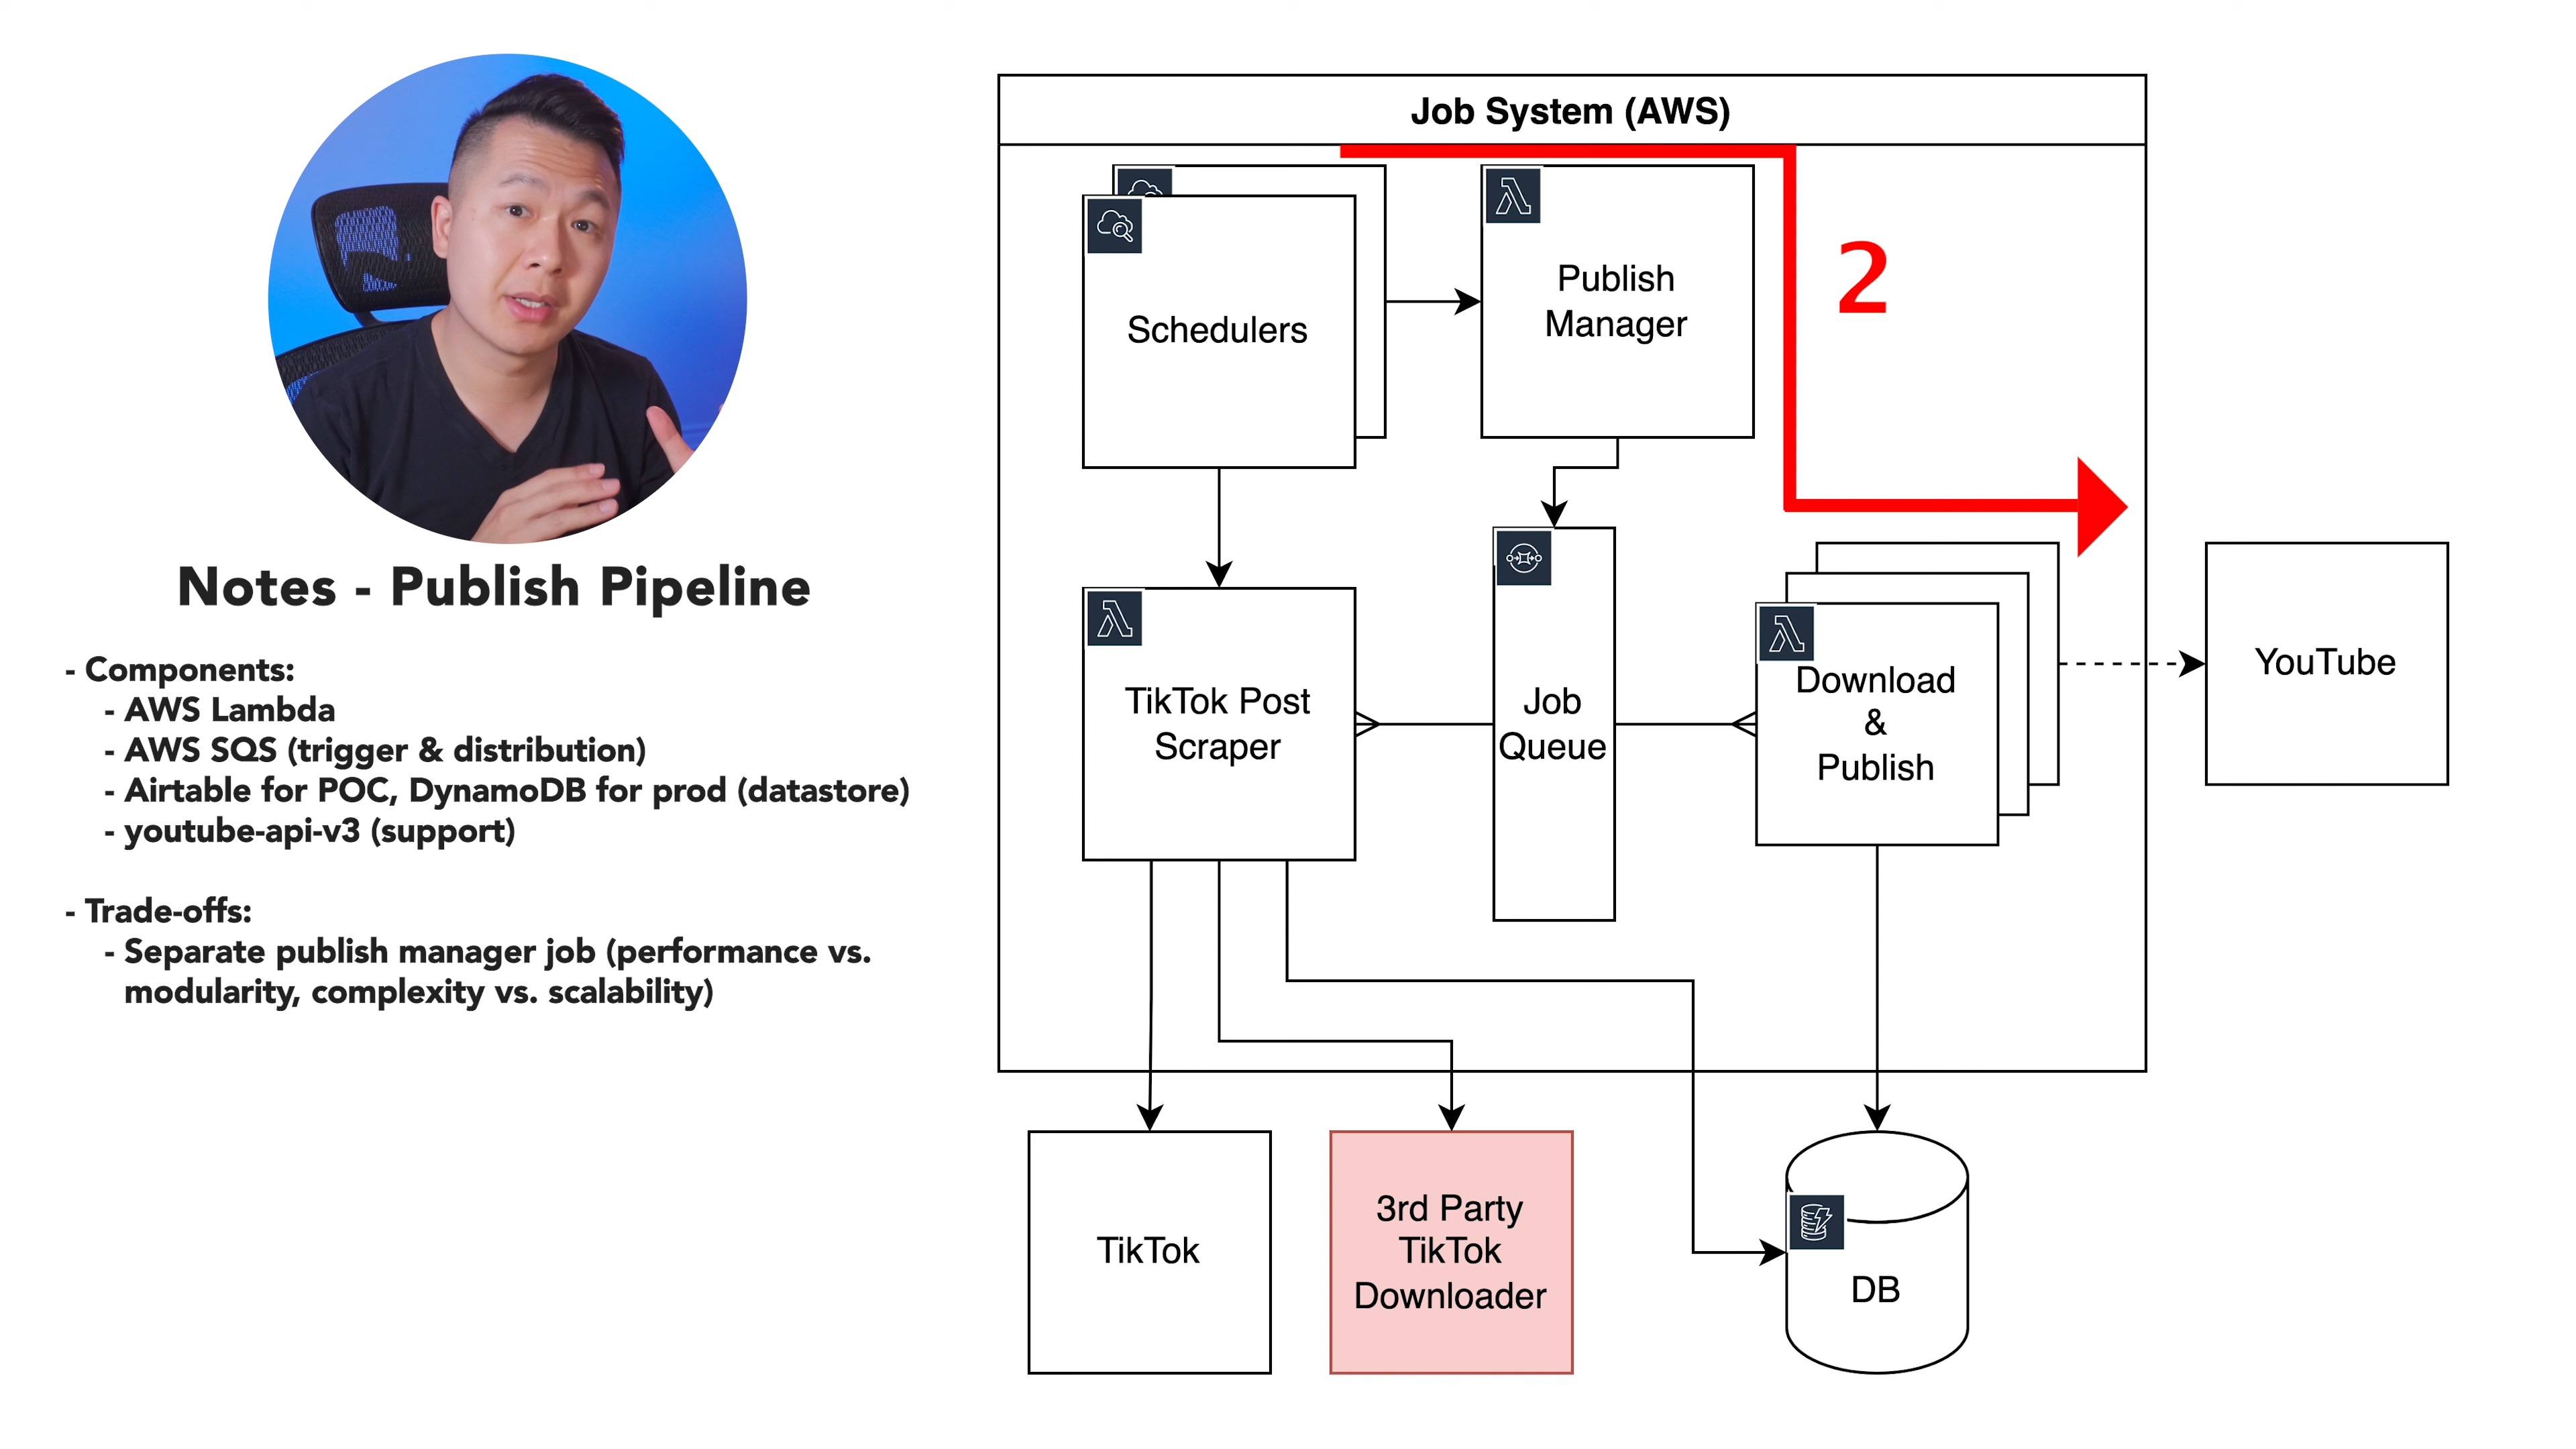 Notes - Publish Pipeline
- Components:
- AWS Lambda
- AWS SQS (trigger & distribution)
- Airtable for POC, DynamoDB for prod (datastore)
- youtube-api-v3 (support)
- Trade-offs:
- Separate publish manager job (performance vs.
modularity, complexity vs. scalability)
Job System (AWS)
Schedulers
Publish
Manager
2
TikTok Post
Scraper
Job
Queue
Download
&
Publish
YouTube
TikTok
3rd Party
TikTok
Downloader
DB